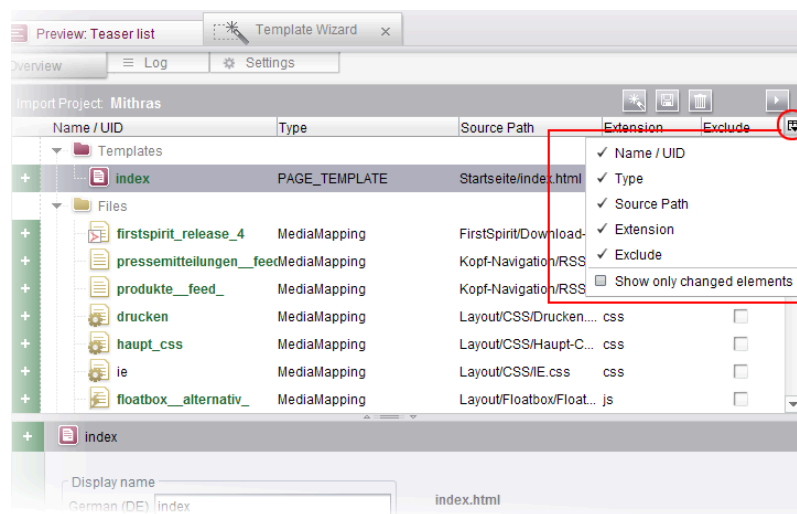 Preview: Teaser list
Template Wizard
Overview
Log
Settings
Import Project: Mithras
Name / UID Type Source Path Extension Exclude
Templates
index PAGE_TEMPLATE Startseite/index.html
Files
firstspirit_release_4 MediaMapping FirstSpirit/Download-
pressemitteilungen__feed MediaMapping Kopf-Navigation/RSS
produkte__feed_ MediaMapping Kopf-Navigation/RSS
drucken MediaMapping Layout/CSS/Drucken.... css
haupt_css MediaMapping Layout/CSS/Haupt-C... css
ie MediaMapping Layout/CSS/IE.css css
floatbox__alternativ_ MediaMapping Layout/Floatbox/Float... js
✓ Name / UID
✓ Type
✓ Source Path
✓ Extension
✓ Exclude
Show only changed elements
index
Display name
German (DE) index
index.html